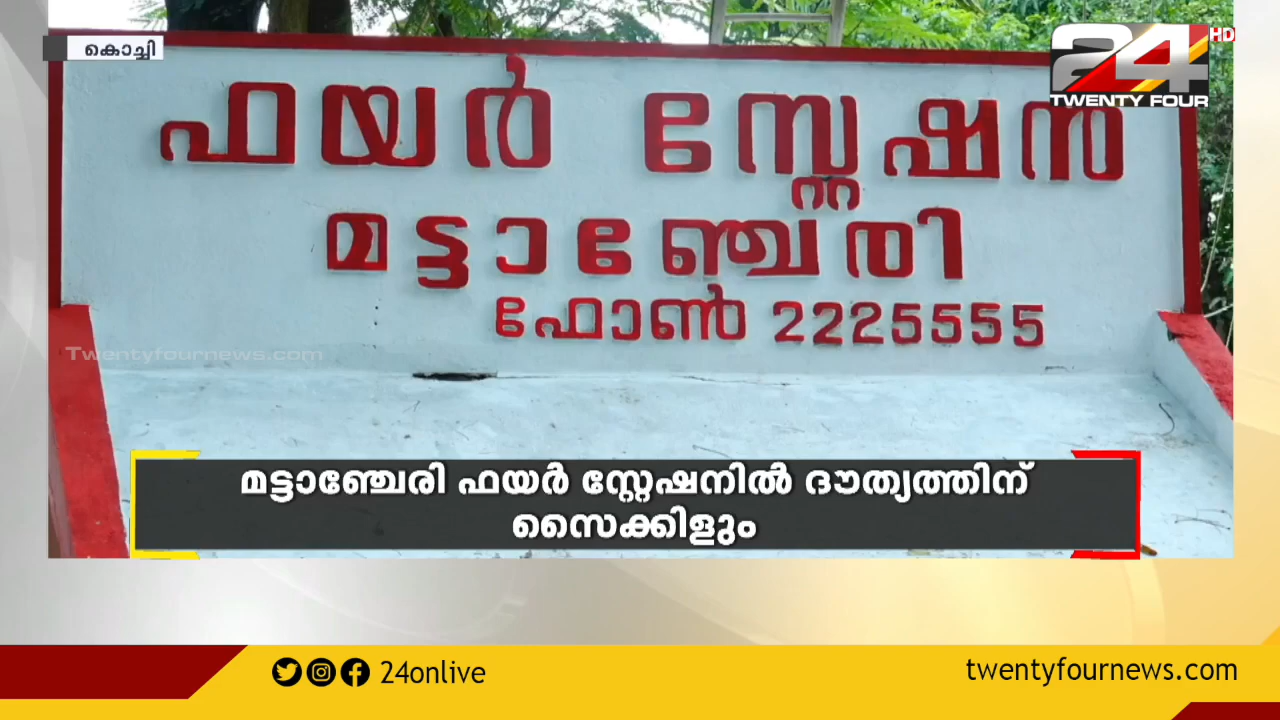 കൊച്ചി
24 HD
TWENTY FOUR
ഫയർ സ്റ്റേഷൻ
മട്ടാഞ്ചേരി
ഫോൺ 2225555
Twentyfournews.com
മട്ടാഞ്ചേരി ഫയർ സ്റ്റേഷനിൽ ദൗത്യത്തിന്
സൈക്കിളും
24onlive
twentyfournews.com